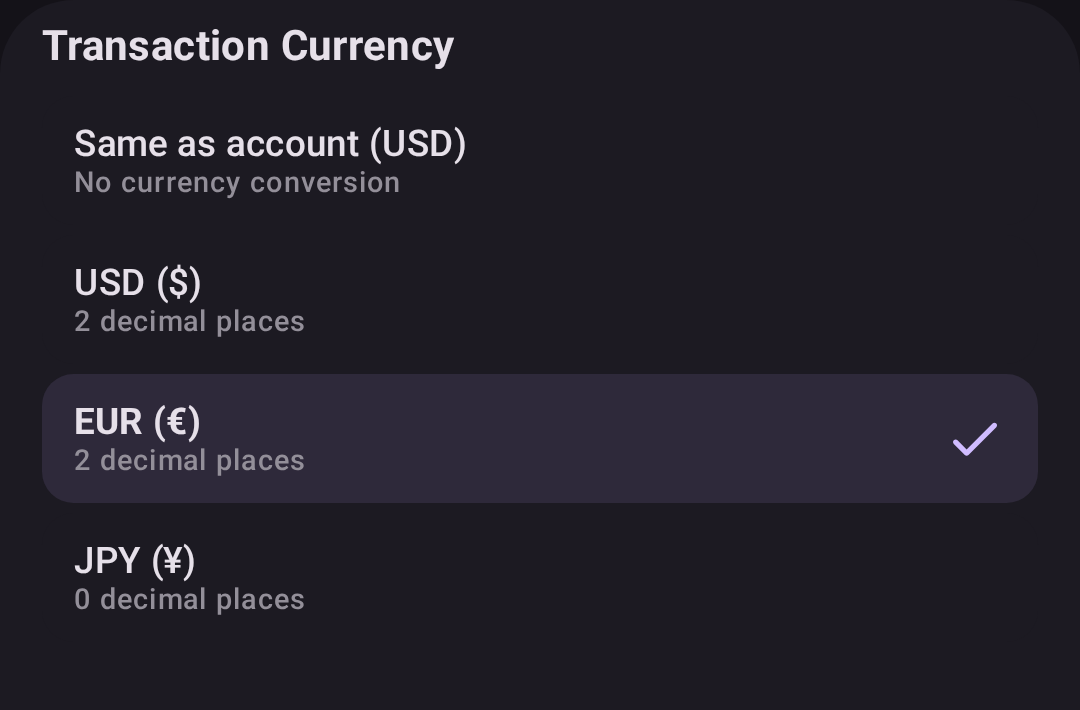 Transaction Currency
Same as account (USD)
No currency conversion
USD ($)
2 decimal places
EUR (€)
2 decimal places
JPY (¥)
0 decimal places